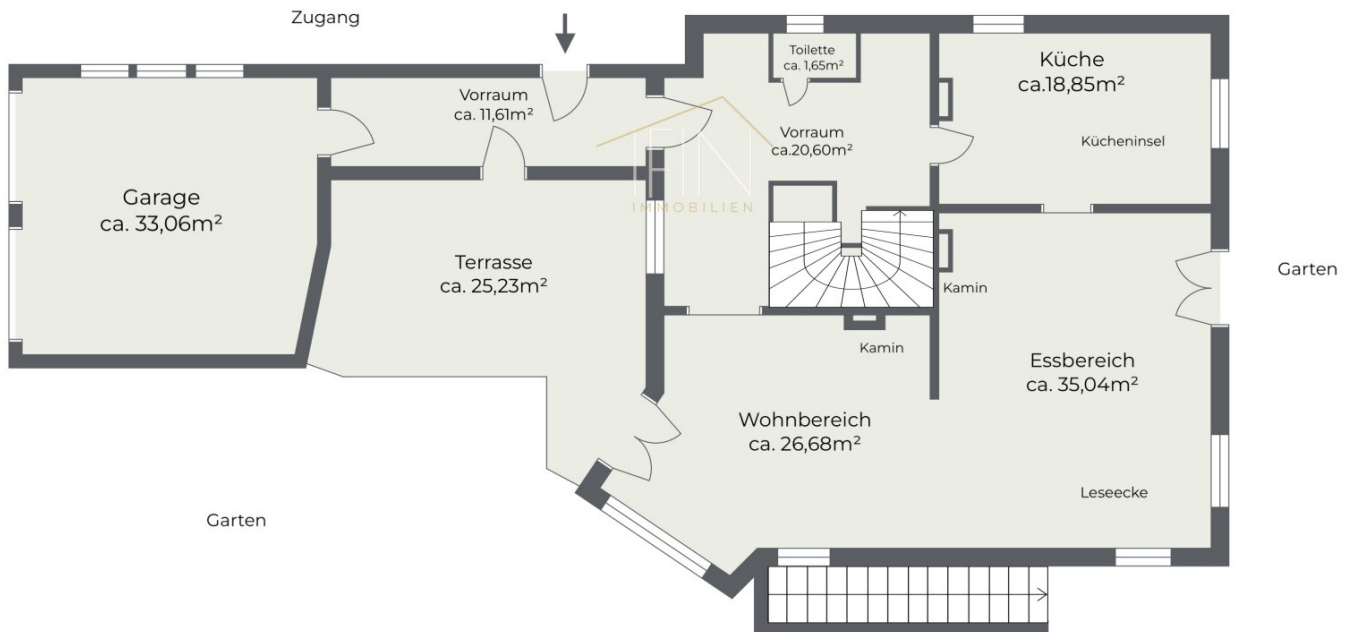 Zugang
Toilette
ca. 1,65m²
Küche
ca.18,85m²
Vorraum
ca. 11,61m²
Vorraum
ca.20,60m²
Kücheninsel
Garage
ca. 33,06m²
EHN
IMMOBILIEN
Terrasse
ca. 25,23m²
Garten
Kamin
Kamin
Essbereich
ca. 35,04m²
Wohnbereich
ca. 26,68m²
Leseecke
Garten